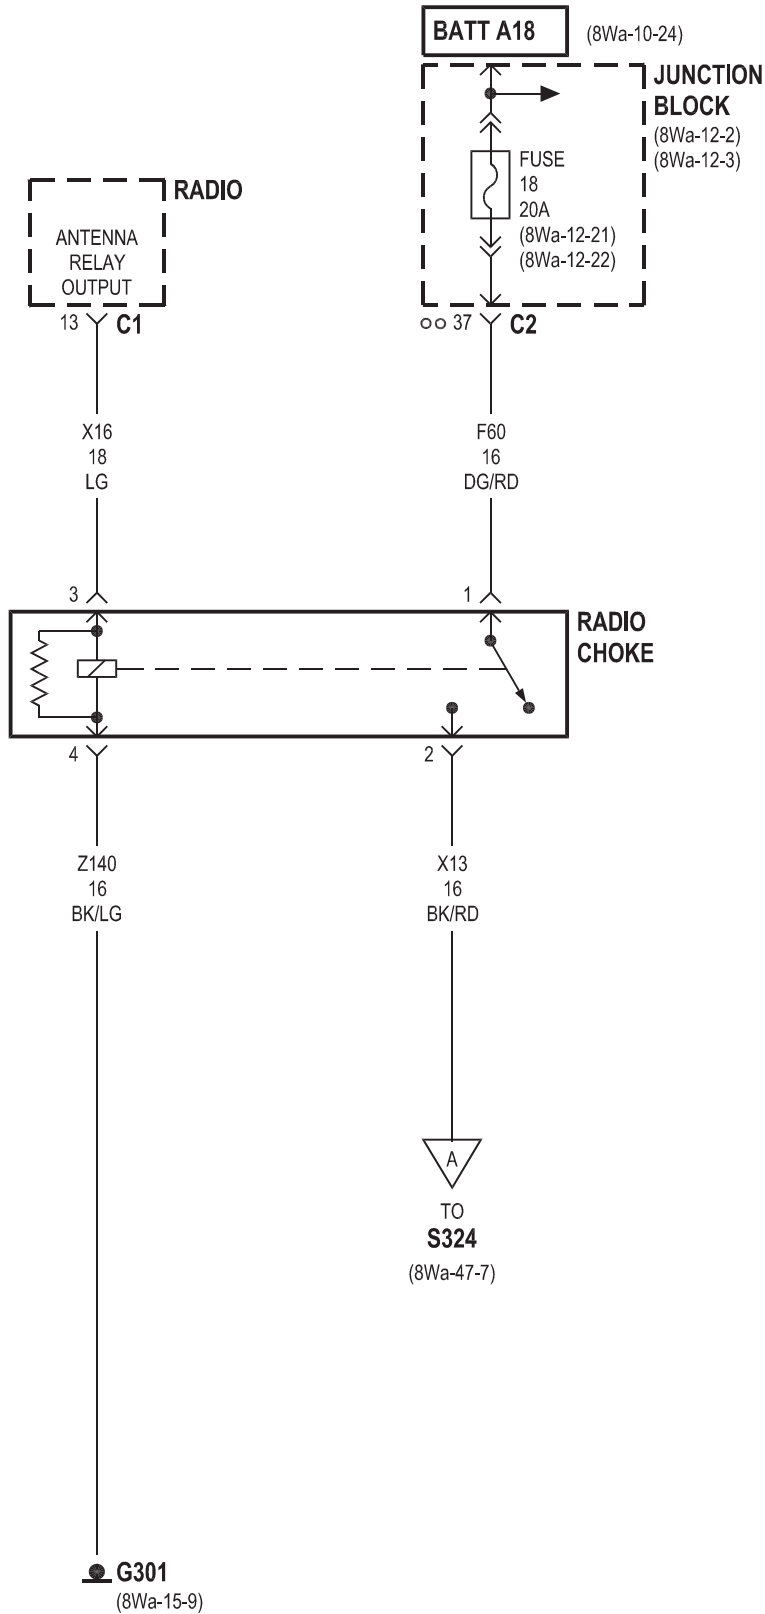 BATT A18
(8Wa-10-24)
JUNCTION
BLOCK
(8Wa-12-2)
(8Wa-12-3)
FUSE
18
20A
(8Wa-12-21)
(8Wa-12-22)
RADIO
ANTENNA
RELAY
OUTPUT
13 C1
37 C2
X16
18
LG
F60
16
DG/RD
3
1
RADIO
CHOKE
4
2
Z140
16
BK/LG
X13
16
BK/RD
A
TO
S324
(8Wa-47-7)
G301
(8Wa-15-9)